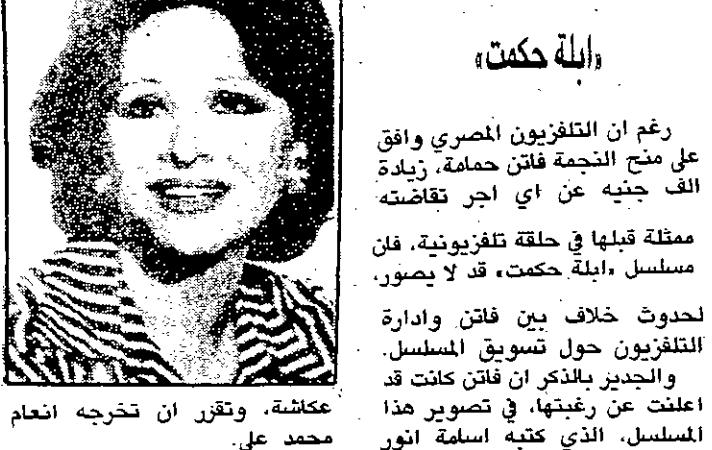 «ابلة حكمت»
رغم ان التلفزيون المصري وافق
على منح النجمة فاتن حمامة، زيادة
الف جنيه عن اي اجر تقاضته
ممثلة قبلها في حلقة تلفزيونية، فان
مسلسل «ابلة حكمت» قد لا يصور،
لحدوث خلاف بين فاتن وادارة
التلفزيون حول تسويق المسلسل.
والجدير بالذكر ان فاتن كانت قد
اعلنت عن رغبتها، في تصوير هذا
المسلسل، الذي كتبه اسامة انور
عكاشة، وتقرر ان تخرجه انعام
محمد علي.